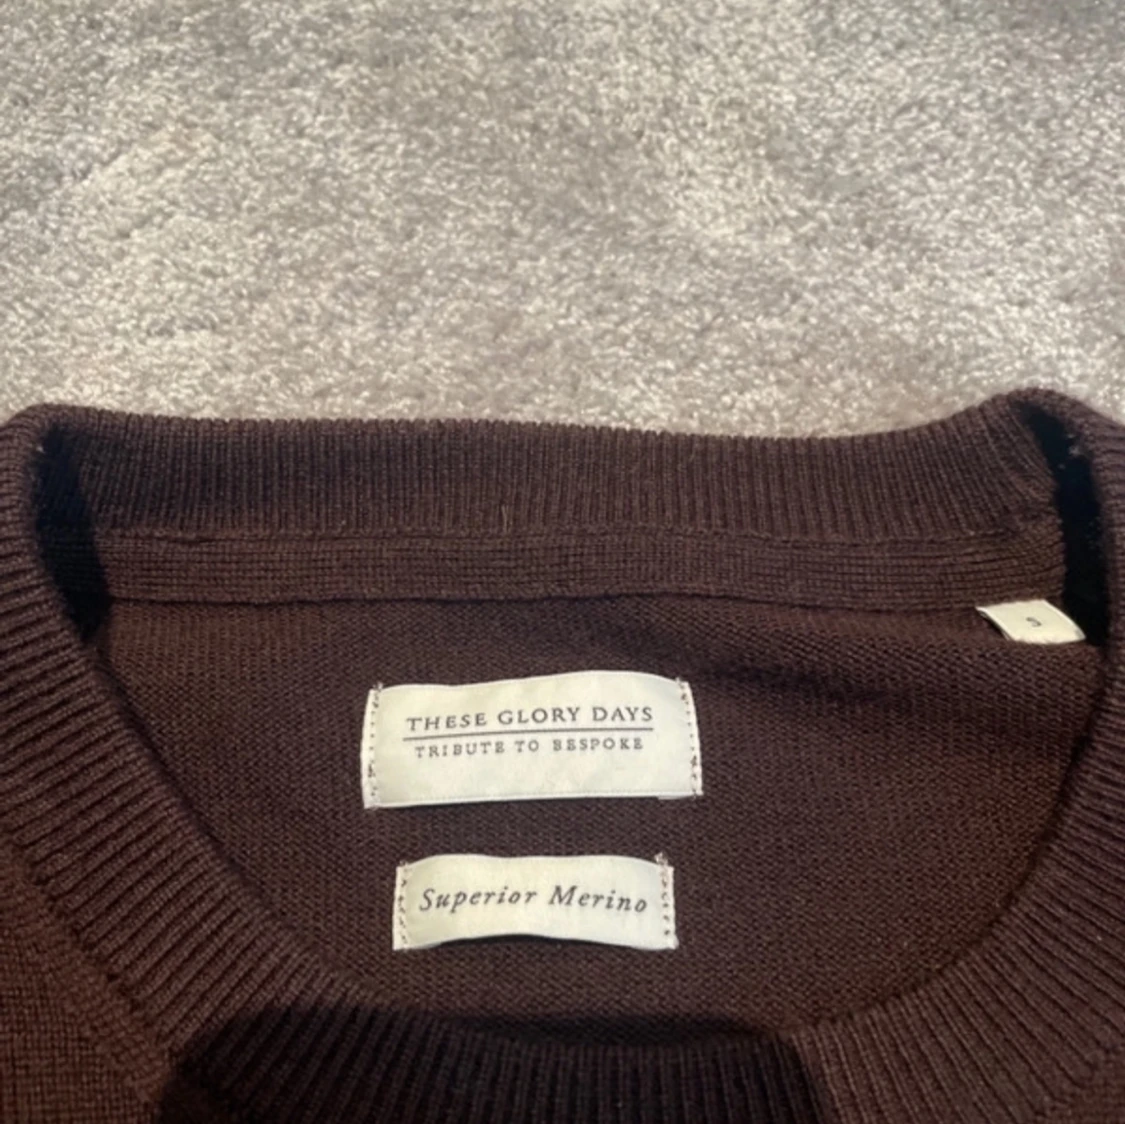 S
THESE GLORY DAYS
TRIBUTE TO BESPOKE
Superior Merino